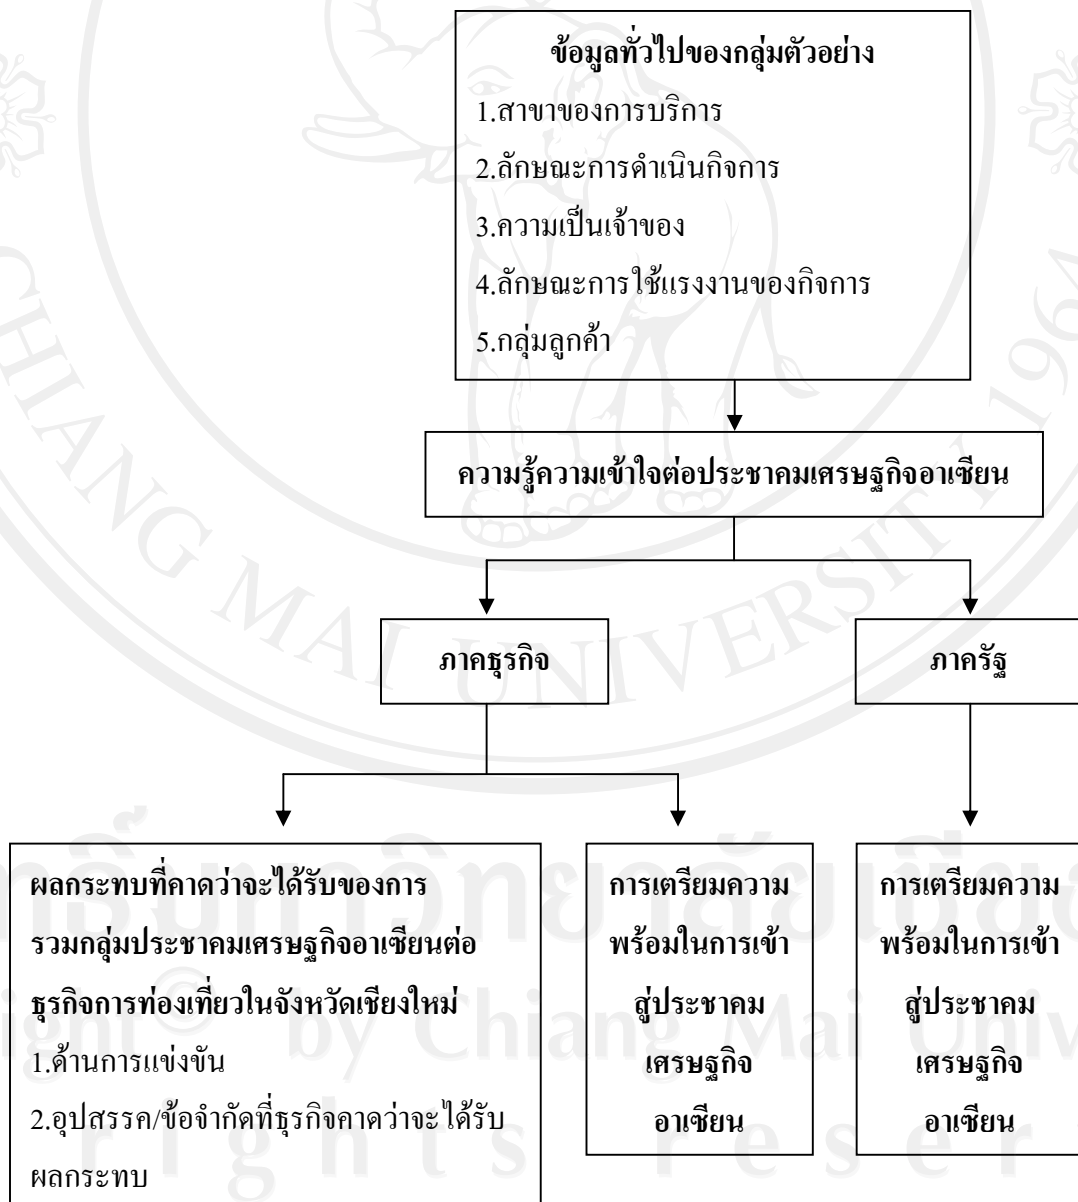 ข้อมูลทั่วไปของกลุ่มตัวอย่าง
1.สาขาของการบริการ
2.ลักษณะการดำเนินกิจการ
3.ความเป็นเจ้าของ
4.ลักษณะการใช้แรงงานของกิจการ
5.กลุ่มลูกค้า
ความรู้ความเข้าใจต่อประชาคมเศรษฐกิจอาเซียน
ภาคธุรกิจ
ภาครัฐ
ผลกระทบที่คาดว่าจะได้รับของการ
รวมกลุ่มประชาคมเศรษฐกิจอาเซียนต่อ
ธุรกิจการท่องเที่ยวในจังหวัดเชียงใหม่
1.ด้านการแข่งขัน
2.อุปสรรค/ข้อจำกัดที่ธุรกิจคาดว่าจะได้รับ
ผลกระทบ
การเตรียมความ
พร้อมในการเข้า
สู่ประชาคม
เศรษฐกิจ
อาเซียน
การเตรียมความ
พร้อมในการเข้า
สู่ประชาคม
เศรษฐกิจ
อาเซียน
CHIANG MAI UNIVERSITY 1964
by Chiang Mai
rights